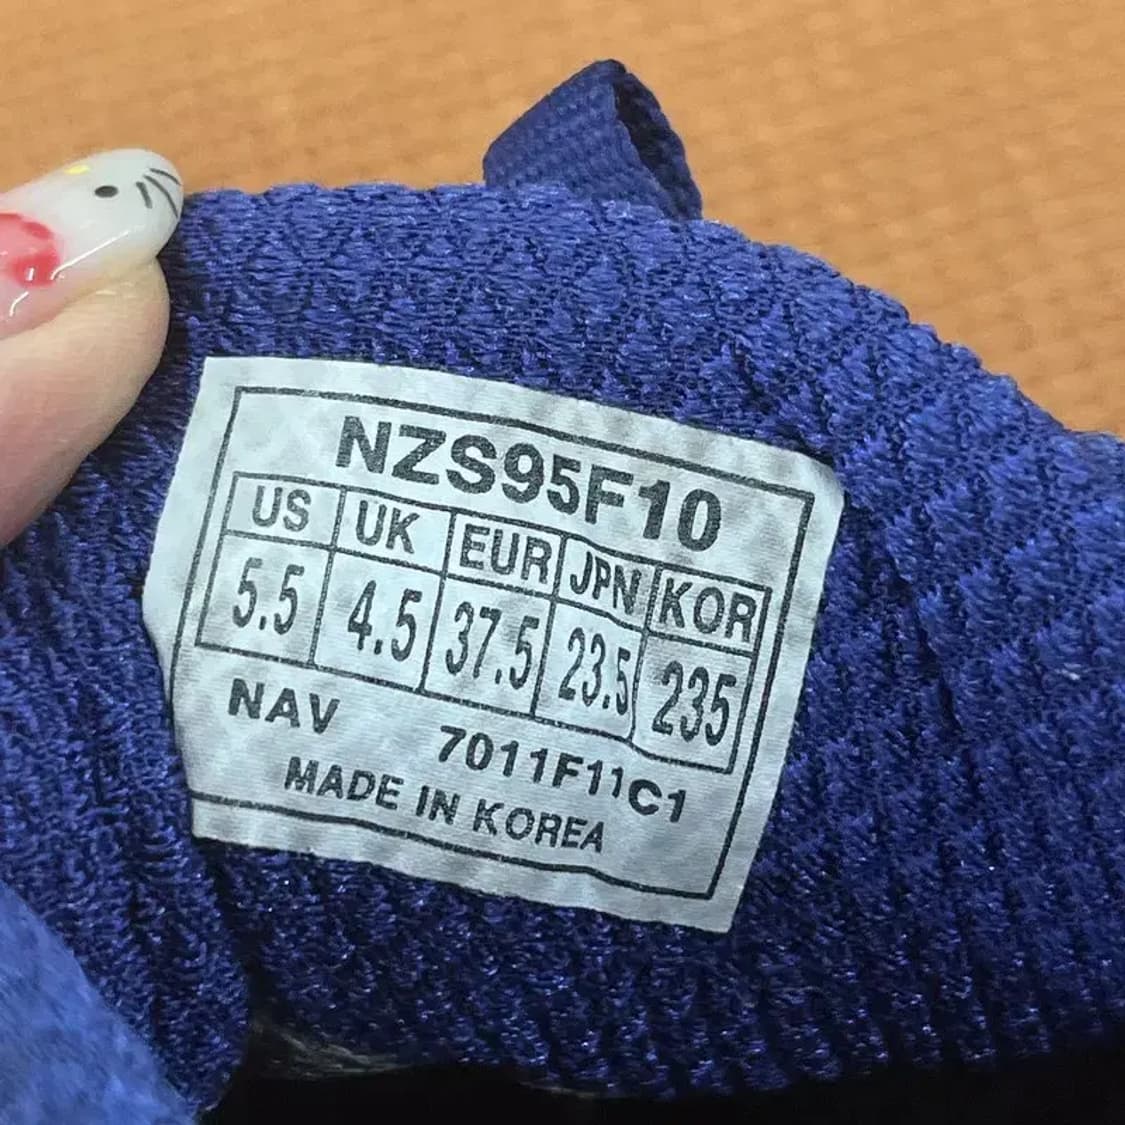 NZS95F10
US UK EUR JPN KOR
5.5 4.5 37.5 23.5 235
NAV 7011F11C1
MADE IN KOREA